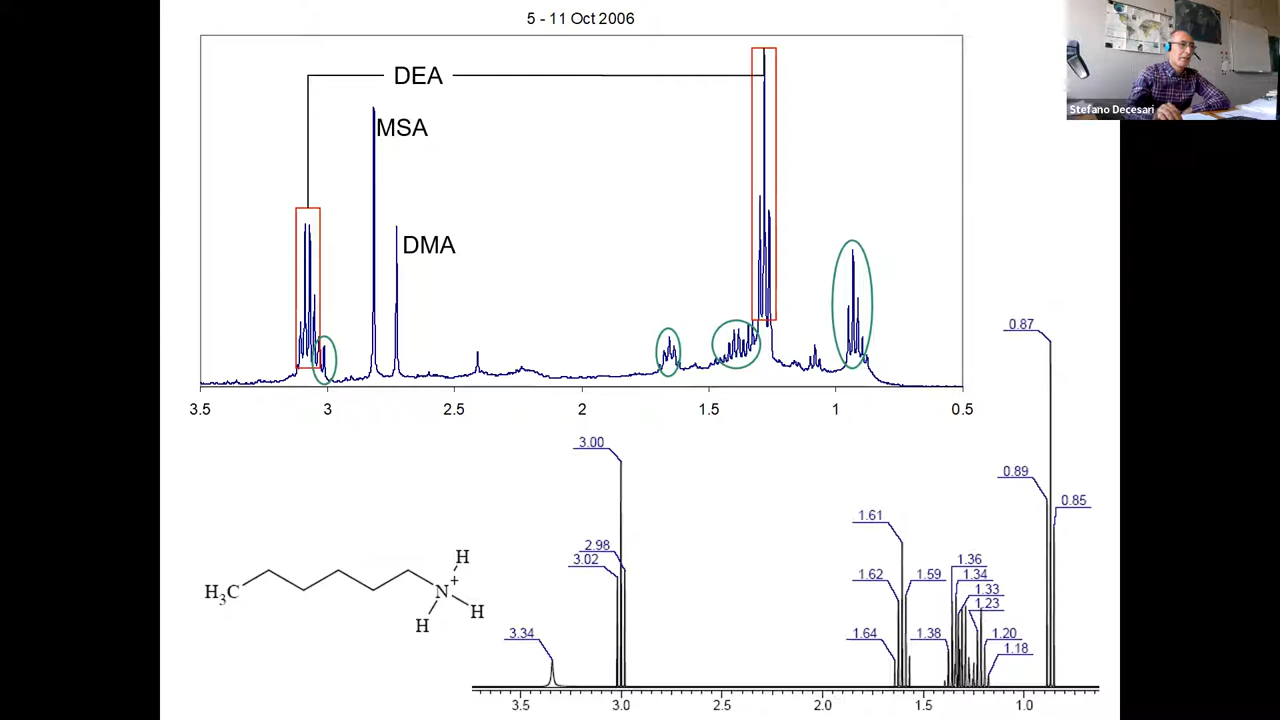 5 - 11 Oct 2006
Stefano Decesari
DEA
MSA
DMA
3.5 3 2.5 2 1.5 1 0.5
0.87
3.00
0.89
0.85
1.61
2.98
3.02
1.36
1.62
1.59
1.34
1.33
1.23
3.34
1.64
1.38
1.20
1.18
H
H₃C
N
+
H
H
3.5 3.0 2.5 2.0 1.5 1.0